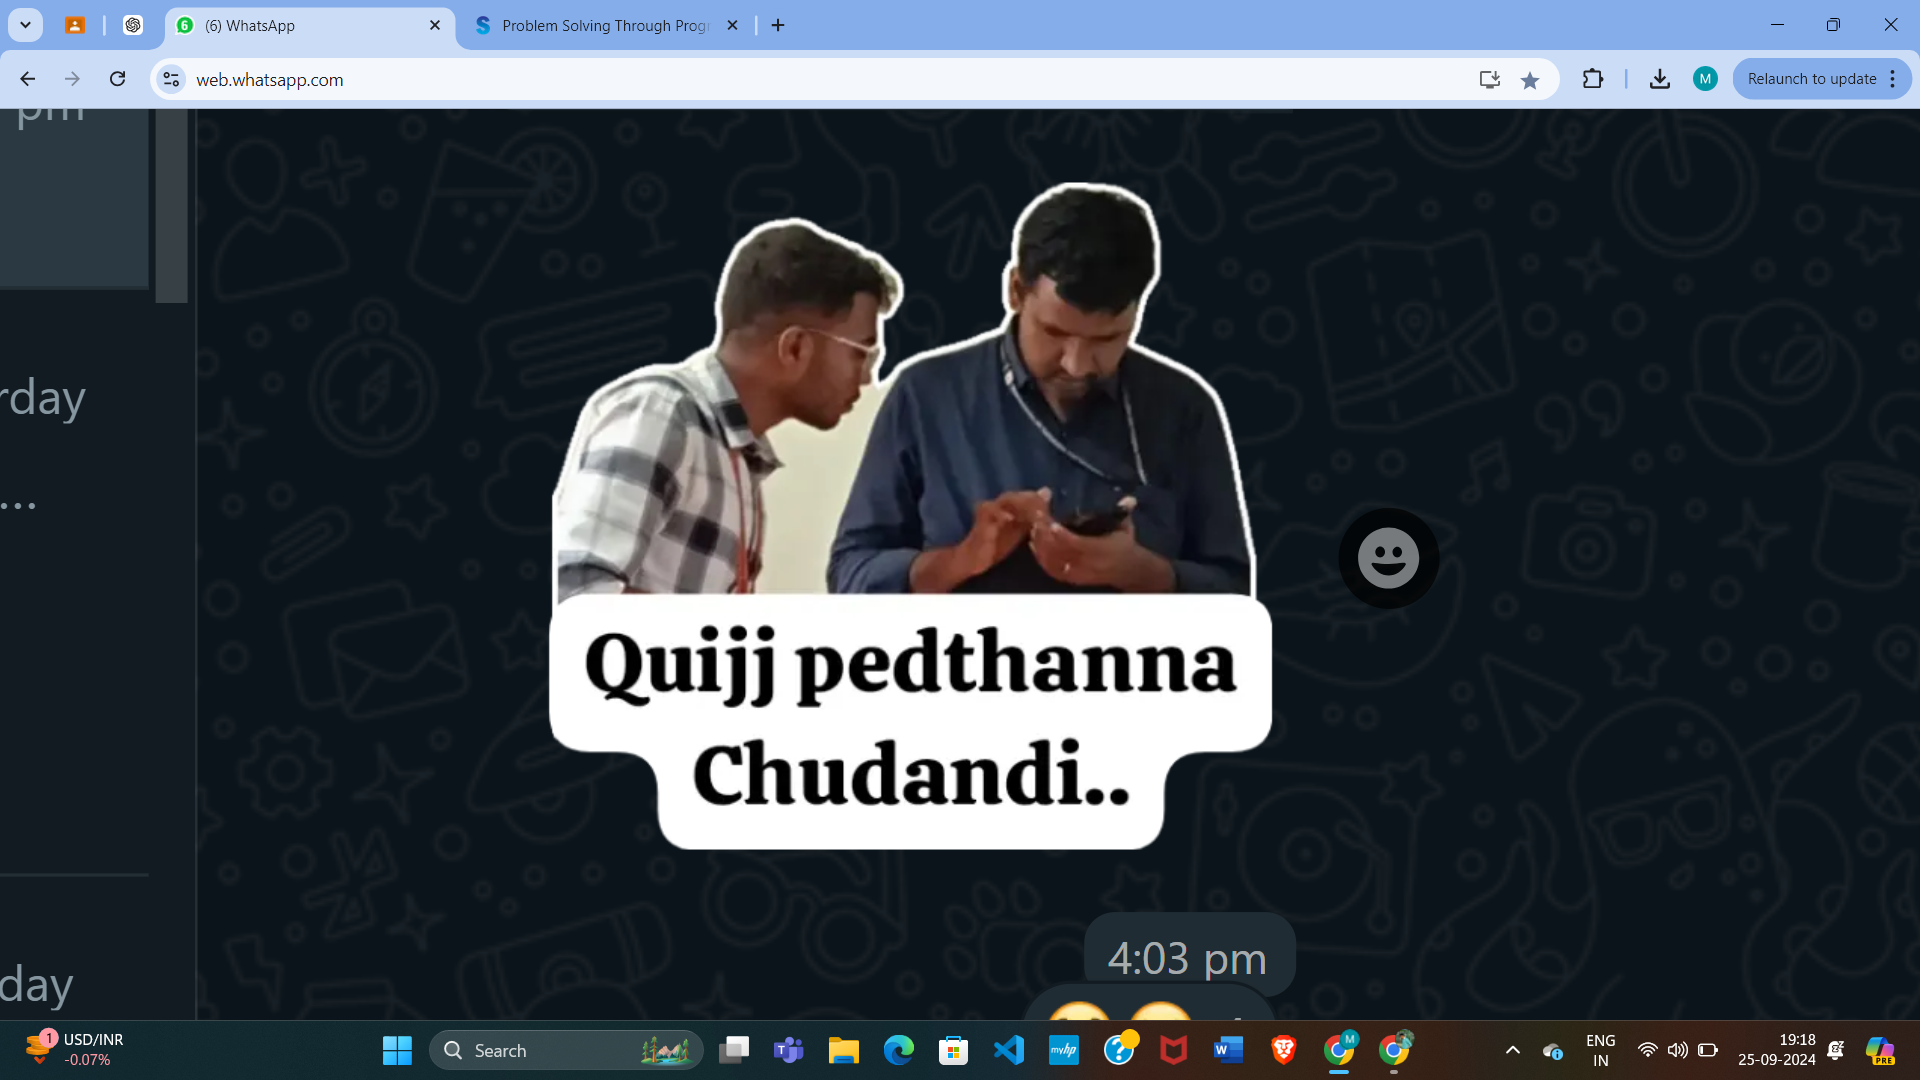 (6) WhatsApp
Problem Solving Through Progr
web.whatsapp.com
M
Relaunch to update
pm
rday
...
Quijj pedthanna
Chudandi..
4:03 pm
day
1
USD/INR
-0.07%
Search
ENG
IN
19:18
25-09-2024